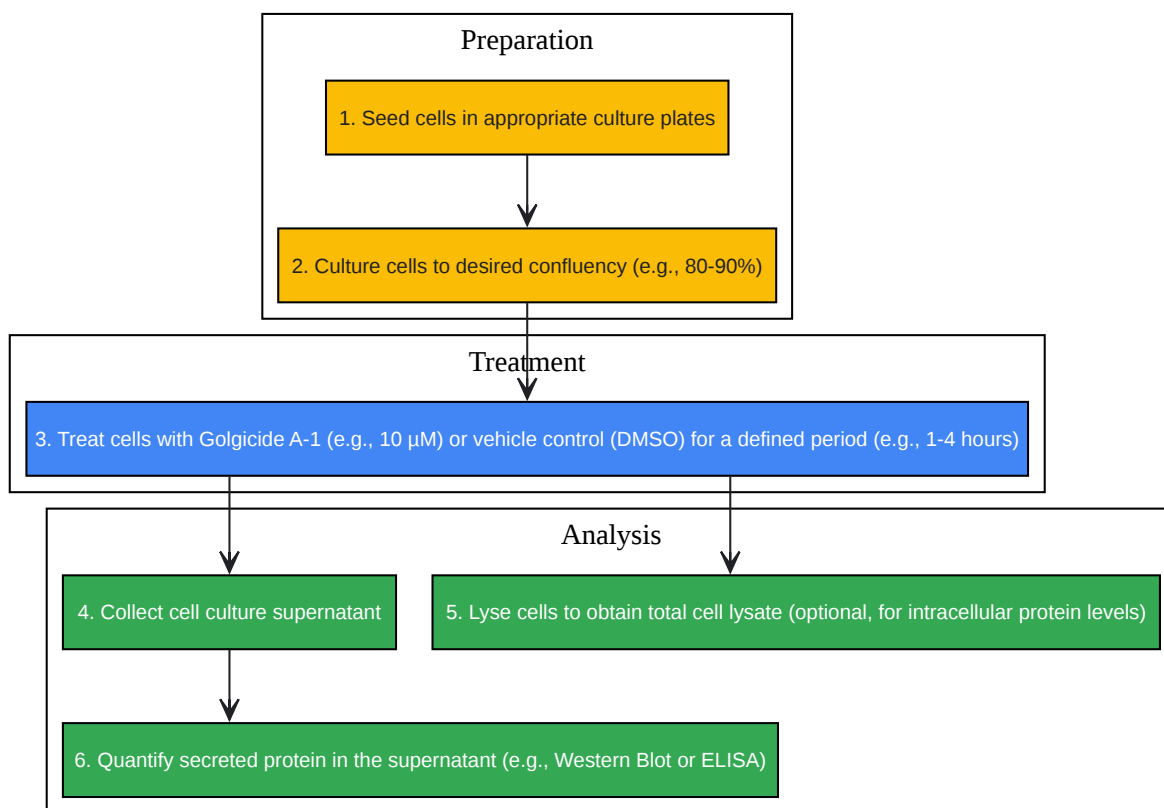 Preparation
1. Seed cells in appropriate culture plates
2. Culture cells to desired confluency (e.g., 80-90%)
Treatment
3. Treat cells with Golgicide A-1 (e.g., 10 µM) or vehicle control (DMSO) for a defined period (e.g., 1-4 hours)
Analysis
4. Collect cell culture supernatant
5. Lyse cells to obtain total cell lysate (optional, for intracellular protein levels)
6. Quantify secreted protein in the supernatant (e.g., Western Blot or ELISA)